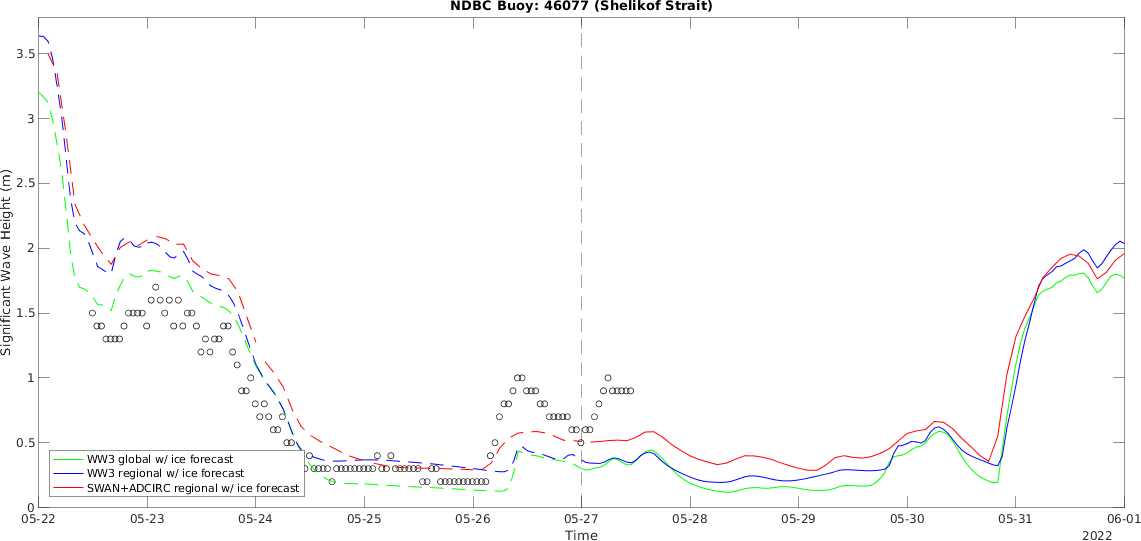 NDBC Buoy: 46077 (Shelikof Strait)
Significant Wave Height (m)
3.5
3
2.5
2
1.5
1
0.5
0
WW3 global w/ ice forecast
WW3 regional w/ ice forecast
SWAN+ADCIRC regional w/ ice forecast
05-22 05-23 05-24 05-25 05-26 05-27 05-28 05-29 05-30 05-31 06-01
Time
2022